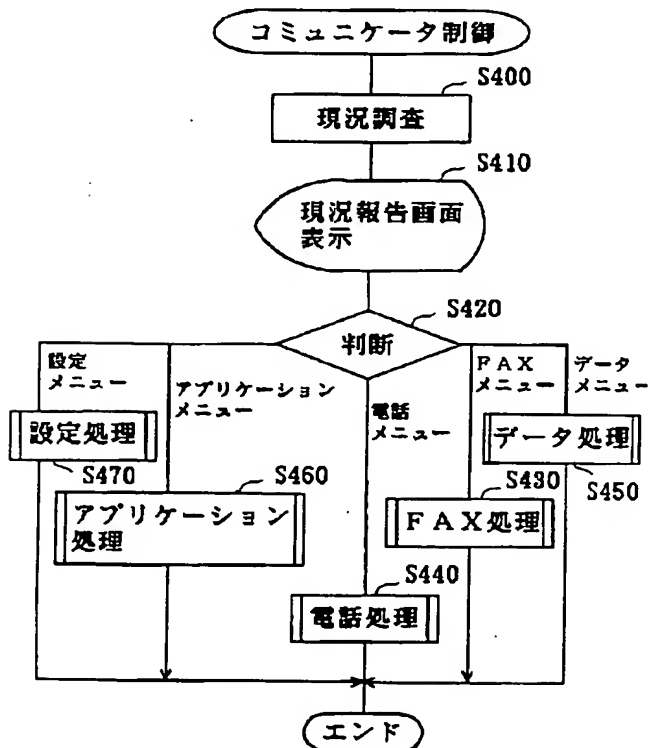 コミュニケータ制御
S400
現況調査
S410
現況報告画面
表示
S420
判断
設定
メニュー
アプリケーション
メニュー
電話
メニュー
FAX
メニュー
データ
メニュー
設定処理
S470
データ処理
S450
S460
アプリケーション
処理
S430
FAX処理
S440
電話処理
エンド